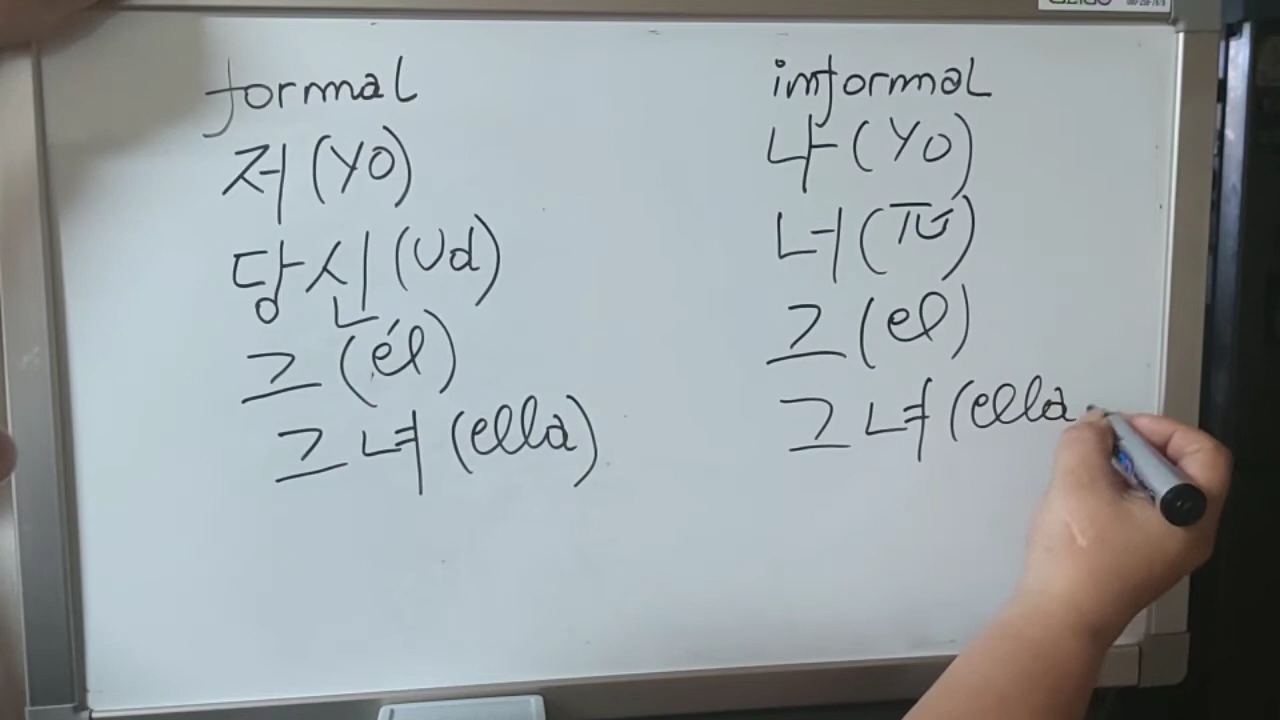 formal
저 (yo)
당신 (Ud)
그 (él)
그녀 (ella)
informal
나 (yo)
너 (TÚ)
그 (el)
그녀 (ella